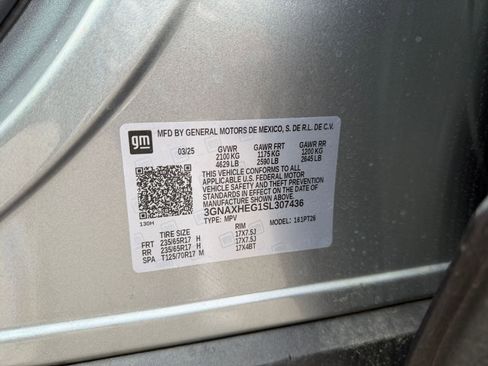 gm
MFD BY GENERAL MOTORS DE MEXICO, S. DE R.L. DE C.V.
03/25 GVWR GAWR FRT GAWR RR
2100 KG 1175 KG 1200 KG
4629 LB 2590 LB 2645 LB
THIS VEHICLE CONFORMS TO ALL
APPLICABLE U.S. FEDERAL MOTOR
VEHICLE SAFETY AND THEFT PREVENTION
STANDARDS IN EFFECT ON THE DATE OF
MANUFACTURE SHOWN ABOVE.
3GNAXHEG1SL307436
130H TYPE: MPV MODEL: 161PT26
TIRE SIZE RIM
FRT 235/65R17 H 17X7.5J
RR 235/65R17 H 17X7.5J
SPA T125/70R17 M 17X4BT